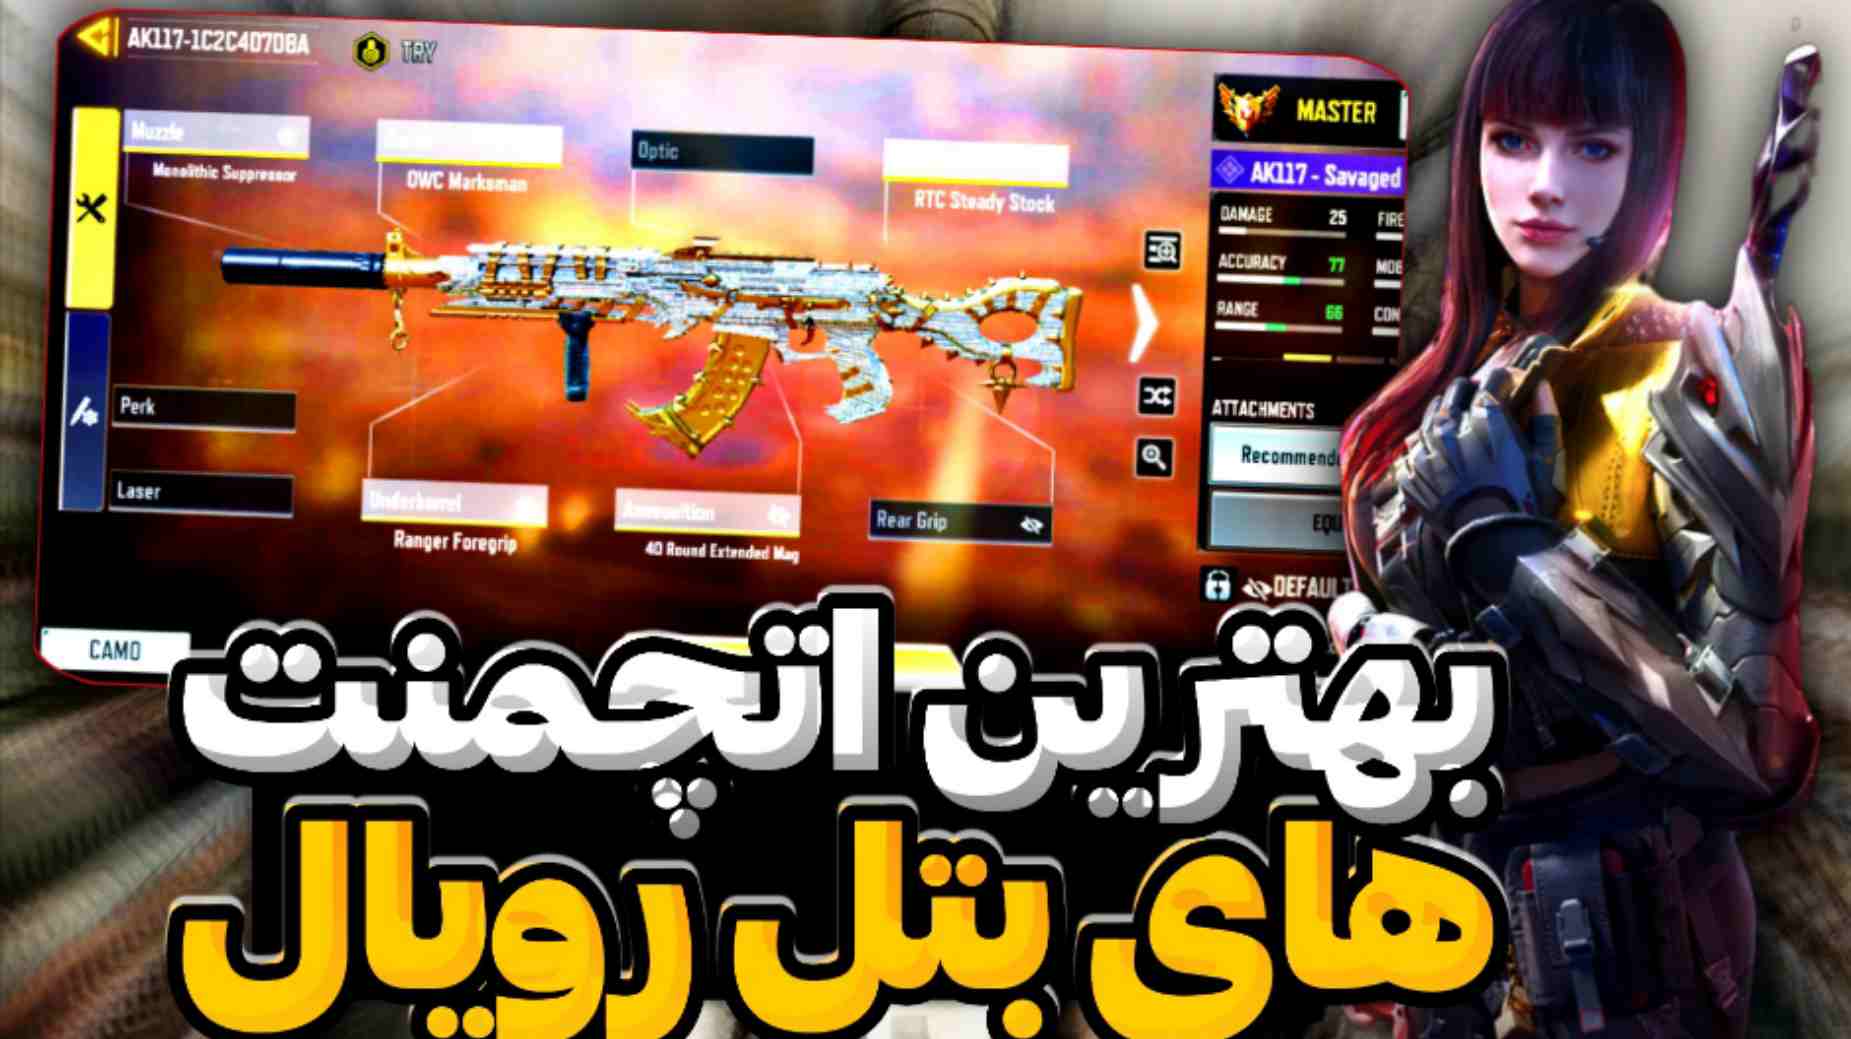 AK117-1C2C407DBA
TRY
MASTER
Muzzle
Optic
Monolithic Suppressor
OWC Marksman
RTC Steady Stock
AK117 - Savaged
DAMAGE 25
ACCURACY 77
RANGE 66
Perk
ATTACHMENTS
Laser
Underbarrel
Ammunition
Rear Grip
Ranger Foregrip
40 Round Extended Mag
DEFAULT
CAMO
بهترین اتچمنت
های بتل رویال